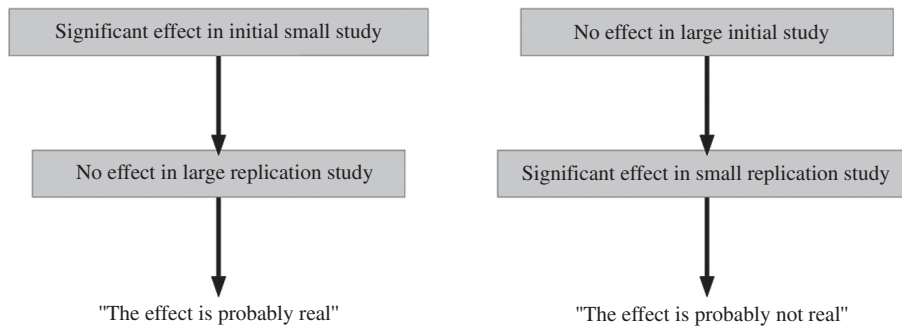 Significant effect in initial small study
No effect in large replication study
"The effect is probably real"
No effect in large initial study
Significant effect in small replication study
"The effect is probably not real"